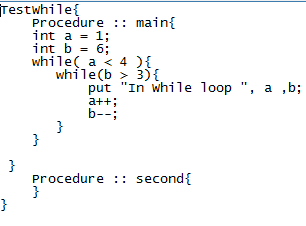 TestWhile{
Procedure :: main{
int a = 1;
int b = 6;
while( a < 4 ){
while(b > 3){
put "In While loop ", a ,b;
a++;
b--;
}
}
}
Procedure :: second{
}
}